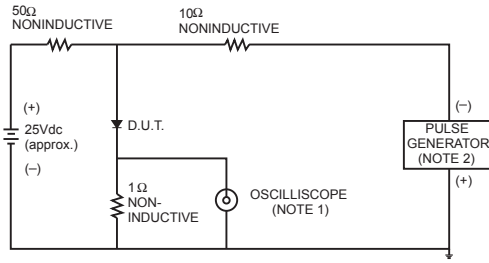 50Ω
NONINDUCTIVE
10Ω
NONINDUCTIVE
(+)
25Vdc
(approx.)
(–)
D.U.T.
1Ω
NON-
INDUCTIVE
OSCILLISCOPE
(NOTE 1)
(–)
PULSE
GENERATOR
(NOTE 2)
(+)